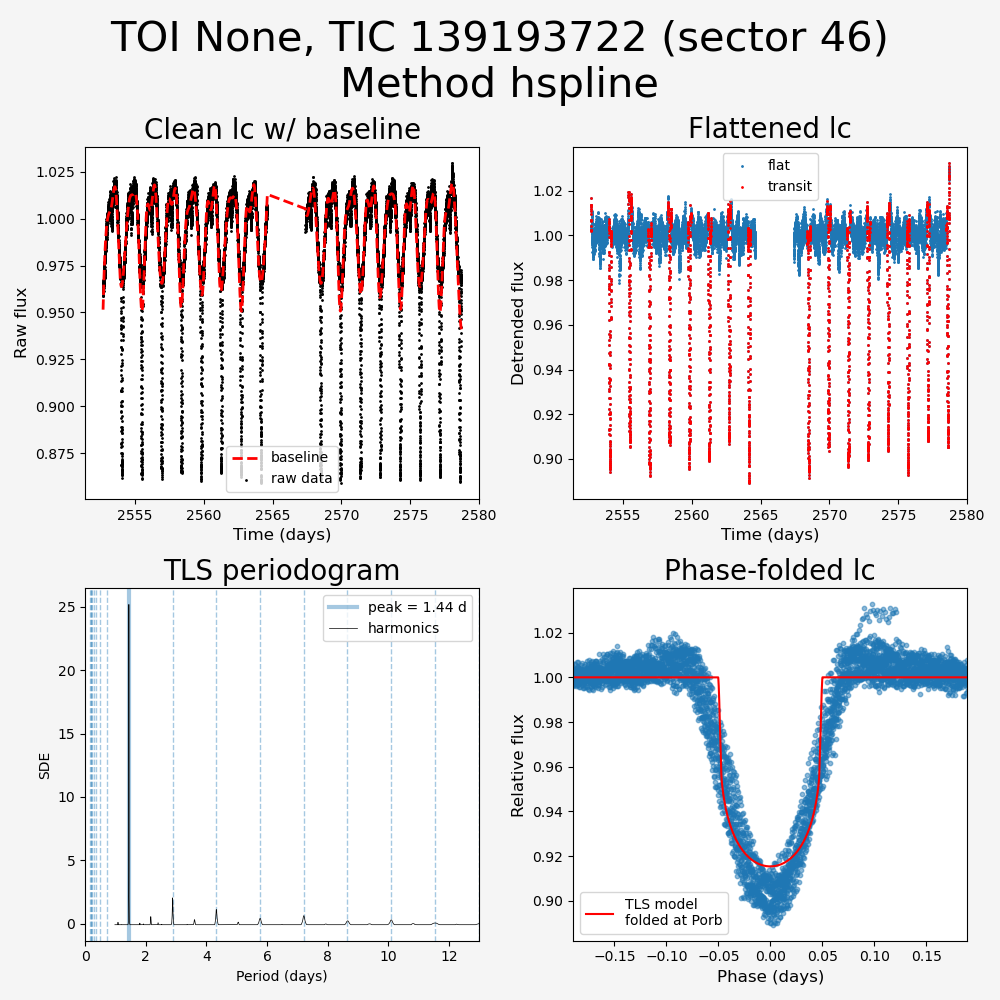 TOI None, TIC 139193722 (sector 46)
Method hspline
Clean lc w/ baseline
Raw flux
1.025
1.000
0.975
0.950
0.925
0.900
0.875
baseline
raw data
2555
2560
2565
2570
2575
2580
Time (days)
Flattened lc
Detrended flux
1.02
1.00
0.98
0.96
0.94
0.92
0.90
flat
transit
2555
2560
2565
2570
2575
2580
Time (days)
TLS periodogram
SDE
25
20
15
10
5
0
peak = 1.44 d
harmonics
0
2
4
6
8
10
12
Period (days)
Phase-folded lc
Relative flux
1.02
1.00
0.98
0.96
0.94
0.92
0.90
TLS model
folded at Porb
−0.15
−0.10
−0.05
0.00
0.05
0.10
0.15
Phase (days)